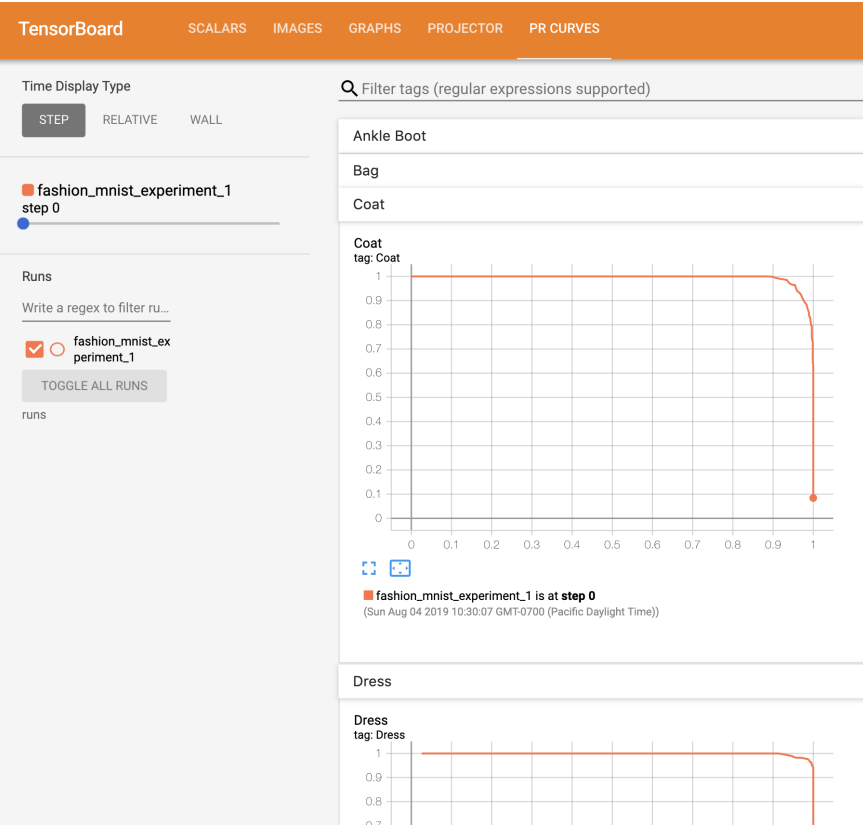 TensorBoard SCALARS IMAGES GRAPHS PROJECTOR PR CURVES
Time Display Type
STEP RELATIVE WALL
fashion_mnist_experiment_1
step 0
Runs
Write a regex to filter ru...
fashion_mnist_ex
periment_1
TOGGLE ALL RUNS
runs
Filter tags (regular expressions supported)
Ankle Boot
Bag
Coat
Coat
tag: Coat
1
0.9
0.8
0.7
0.6
0.5
0.4
0.3
0.2
0.1
0
0 0.1 0.2 0.3 0.4 0.5 0.6 0.7 0.8 0.9 1
fashion_mnist_experiment_1 is at step 0
(Sun Aug 04 2019 10:30:07 GMT-0700 (Pacific Daylight Time))
Dress
Dress
tag: Dress
1
0.9
0.8
0.7